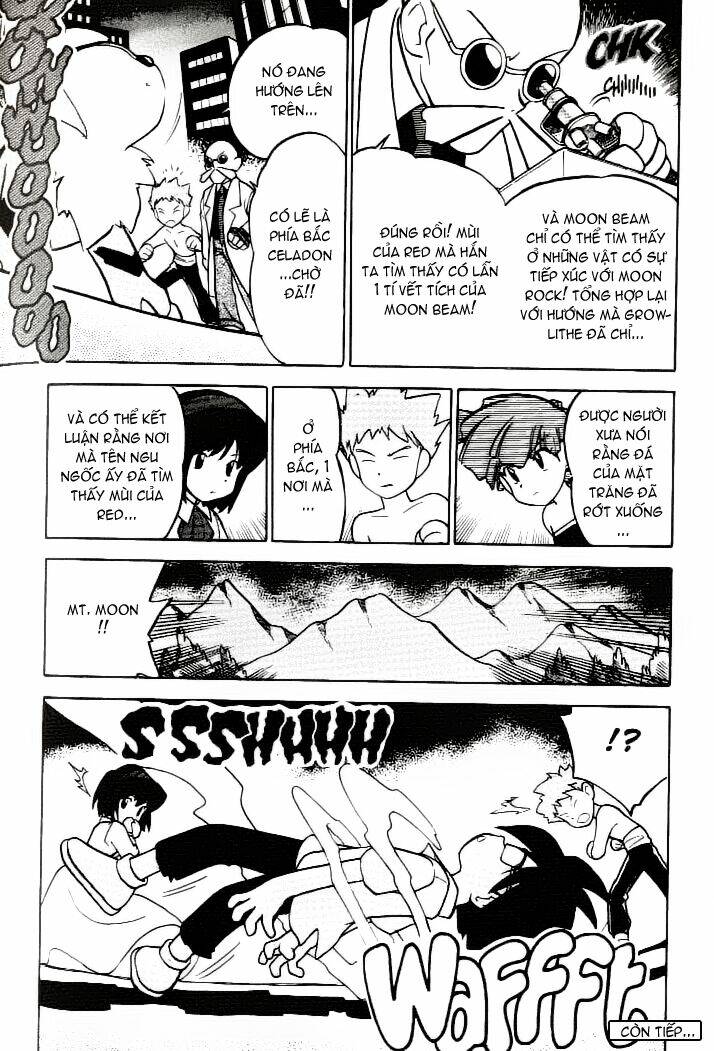 CHK
CHIIII
VÀ MOON BEAM
CHỈ CÓ THỂ TÌM THẤY
Ở NHỮNG VẬT CÓ SỰ
TIẾP XÚC VỚI MOON
ROCK! TỔNG HỢP LẠI
VỚI HƯỚNG MÀ GROW-
LITHE ĐÃ CHỈ...
ĐÚNG RỒI! MÙI
CỦA RED MÀ HẮN
TA TÌM THẤY CÓ LẪN
1 TÍ VẾT TÍCH CỦA
MOON BEAM!
NÓ ĐANG
HƯỚNG LÊN
TRÊN...
CÓ LẼ LÀ
PHÍA BẮC
CELADON
...CHỜ
ĐÃ!!
ĐƯỢC NGƯỜI
XƯA NÓI
RẰNG ĐÁ
CỦA MẶT
TRĂNG ĐÃ
RỚT XUỐNG
...
Ở
PHÍA BẮC, 1
NƠI MÀ
...
VÀ CÓ THỂ KẾT
LUẬN RẰNG NƠI
MÀ TÊN NGU
NGỐC ẤY ĐÃ TÌM
THẤY MÙI CỦA
RED...
MT. MOON
!!
!?
SSSHUHHH
WAFFFFT
CÒN TIẾP...